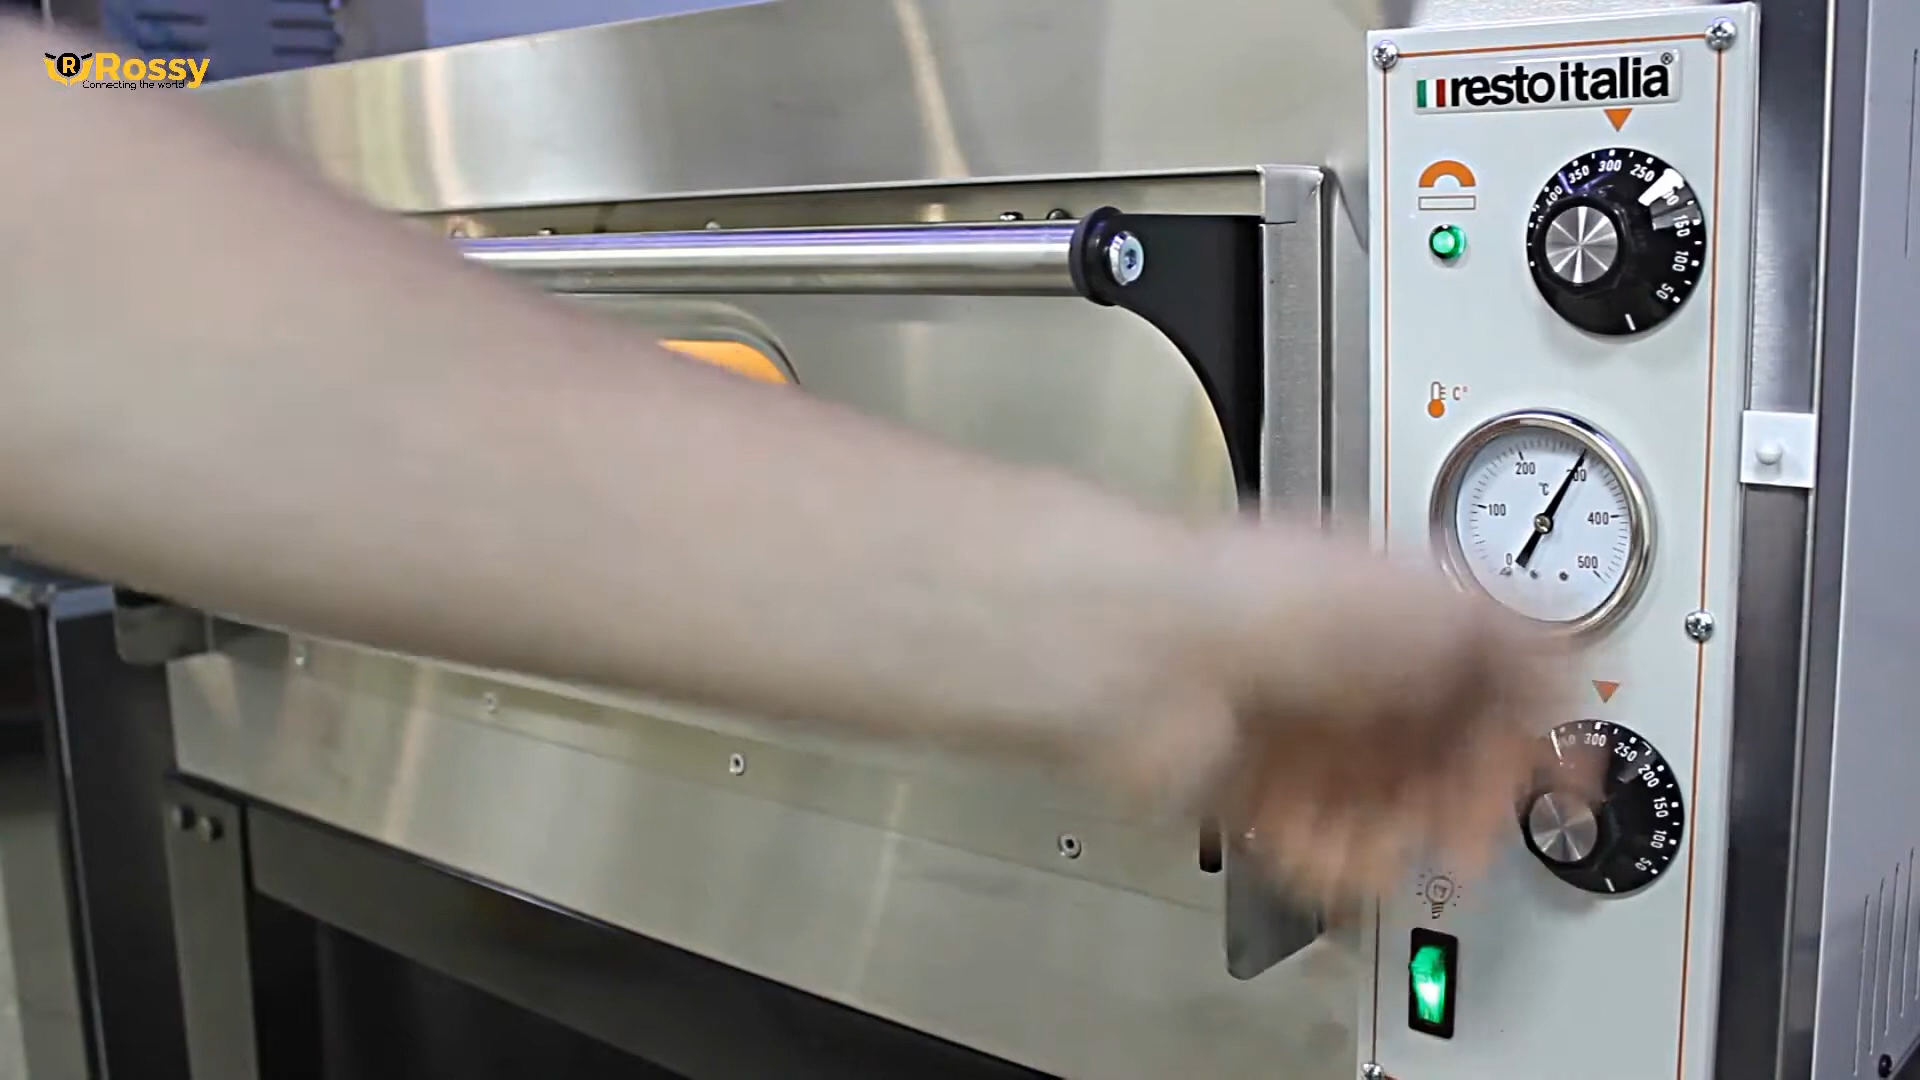 Rossy
Connecting the world
restoitalia®
350 300 250 150 100 50
C°
0 100 200 300 400 500
°C
300 250 200 150 100 50